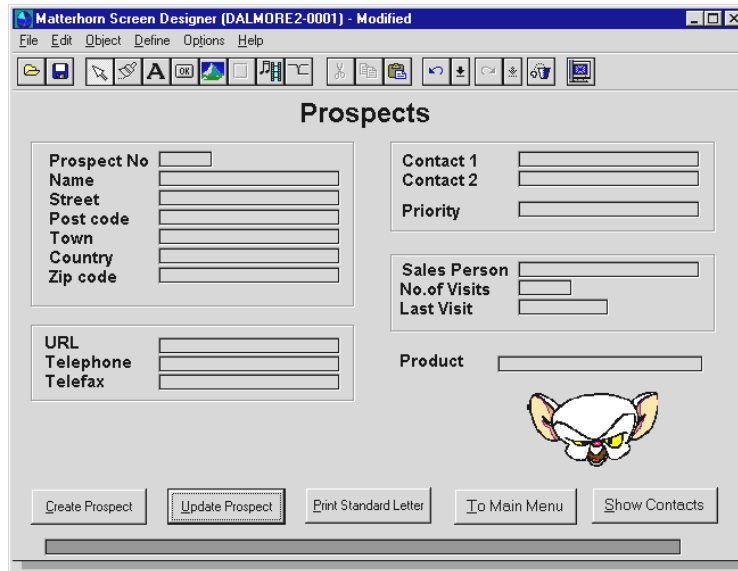 Matterhorn Screen Designer (DALMORE2-0001) - Modified
File Edit Object Define Options Help
A OK
Prospects
Prospect No
Name
Street
Post code
Town
Country
Zip code
Contact 1
Contact 2
Priority
Sales Person
No.of Visits
Last Visit
URL
Telephone
Telefax
Product
Create Prospect Update Prospect Print Standard Letter To Main Menu Show Contacts